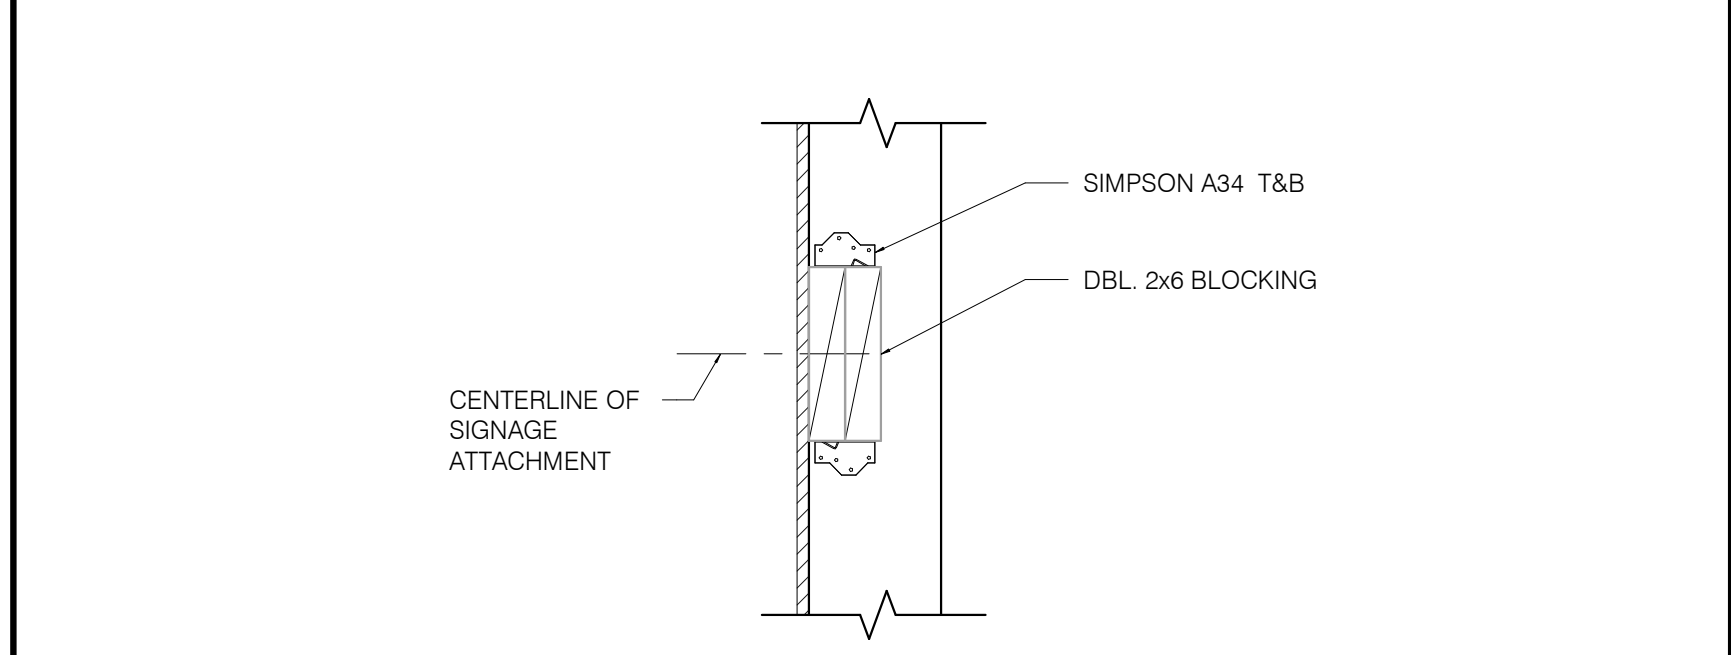 SIMPSON A34 T&B
DBL. 2x6 BLOCKING
CENTERLINE OF
SIGNAGE
ATTACHMENT